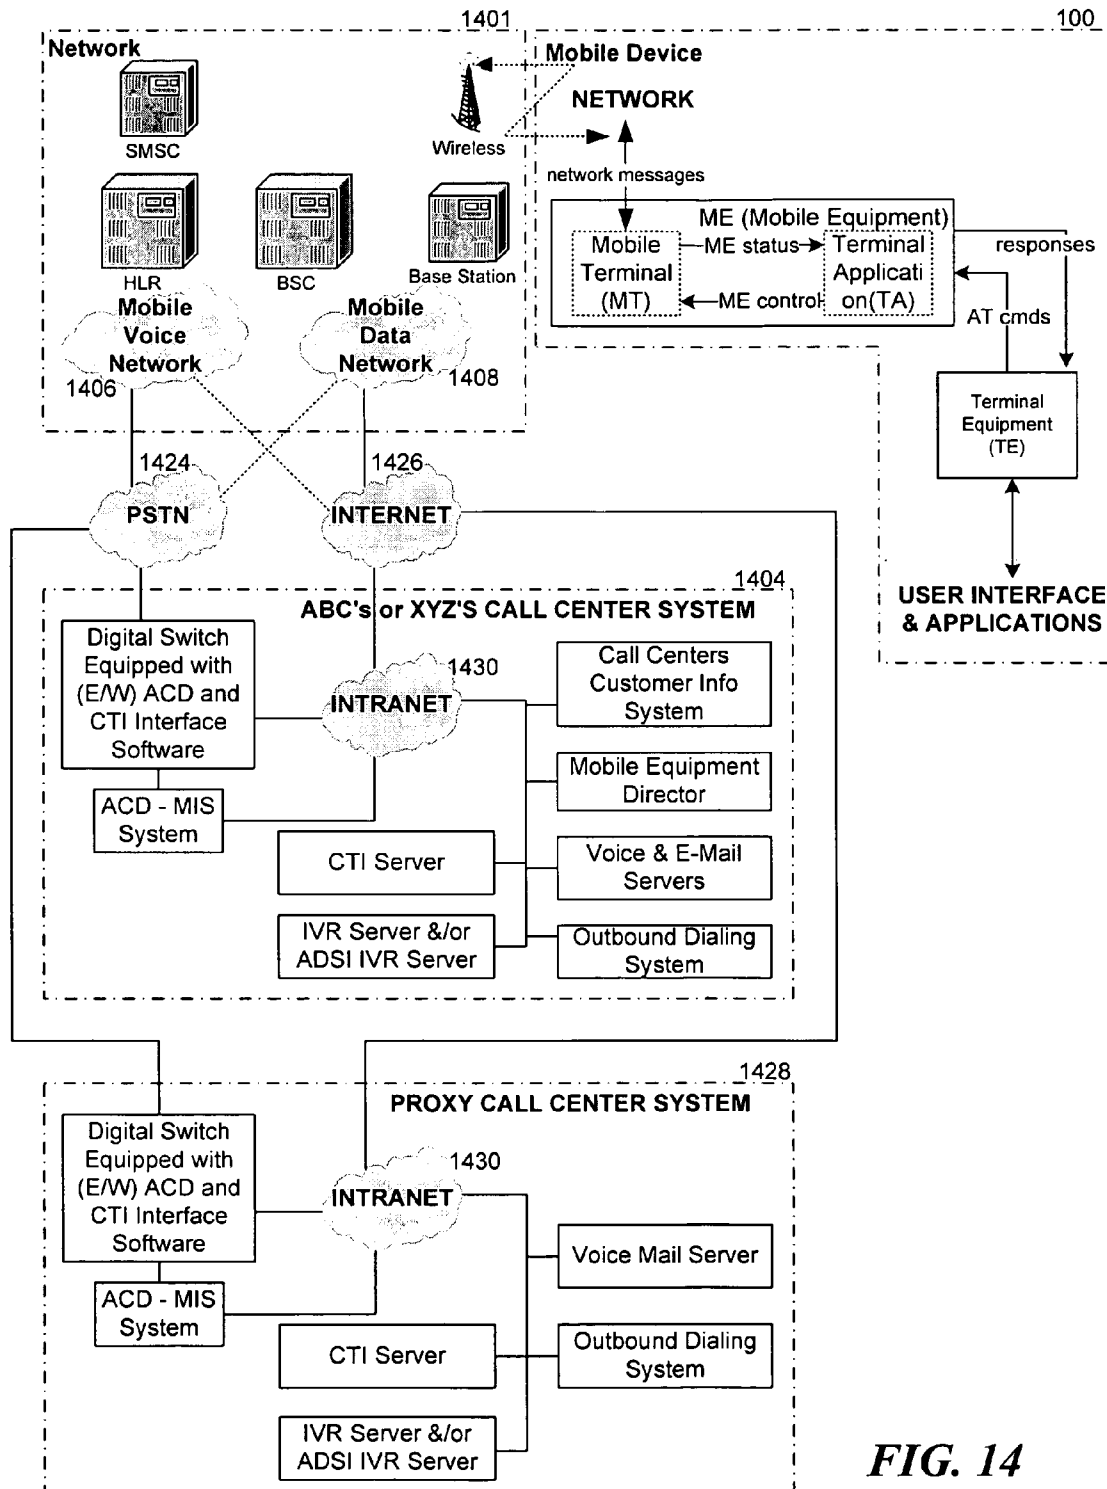 1401
100
Network
Mobile Device
NETWORK
SMSC
Wireless
network messages
HLR
BSC
Base Station
ME (Mobile Equipment)
Mobile
Terminal
(MT)
ME status
ME control
Terminal
Applicati
on(TA)
responses
AT cmds
Mobile
Voice
Network
1406
Mobile
Data
Network
1408
Terminal
Equipment
(TE)
1424
PSTN
1426
INTERNET
USER INTERFACE
& APPLICATIONS
1404
ABC's or XYZ'S CALL CENTER SYSTEM
Digital Switch
Equipped with
(E/W) ACD and
CTI Interface
Software
1430
INTRANET
Call Centers
Customer Info
System
Mobile Equipment
Director
ACD - MIS
System
CTI Server
Voice & E-Mail
Servers
IVR Server &/or
ADSI IVR Server
Outbound Dialing
System
1428
PROXY CALL CENTER SYSTEM
Digital Switch
Equipped with
(E/W) ACD and
CTI Interface
Software
1430
INTRANET
Voice Mail Server
ACD - MIS
System
CTI Server
Outbound Dialing
System
IVR Server &/or
ADSI IVR Server
FIG. 14